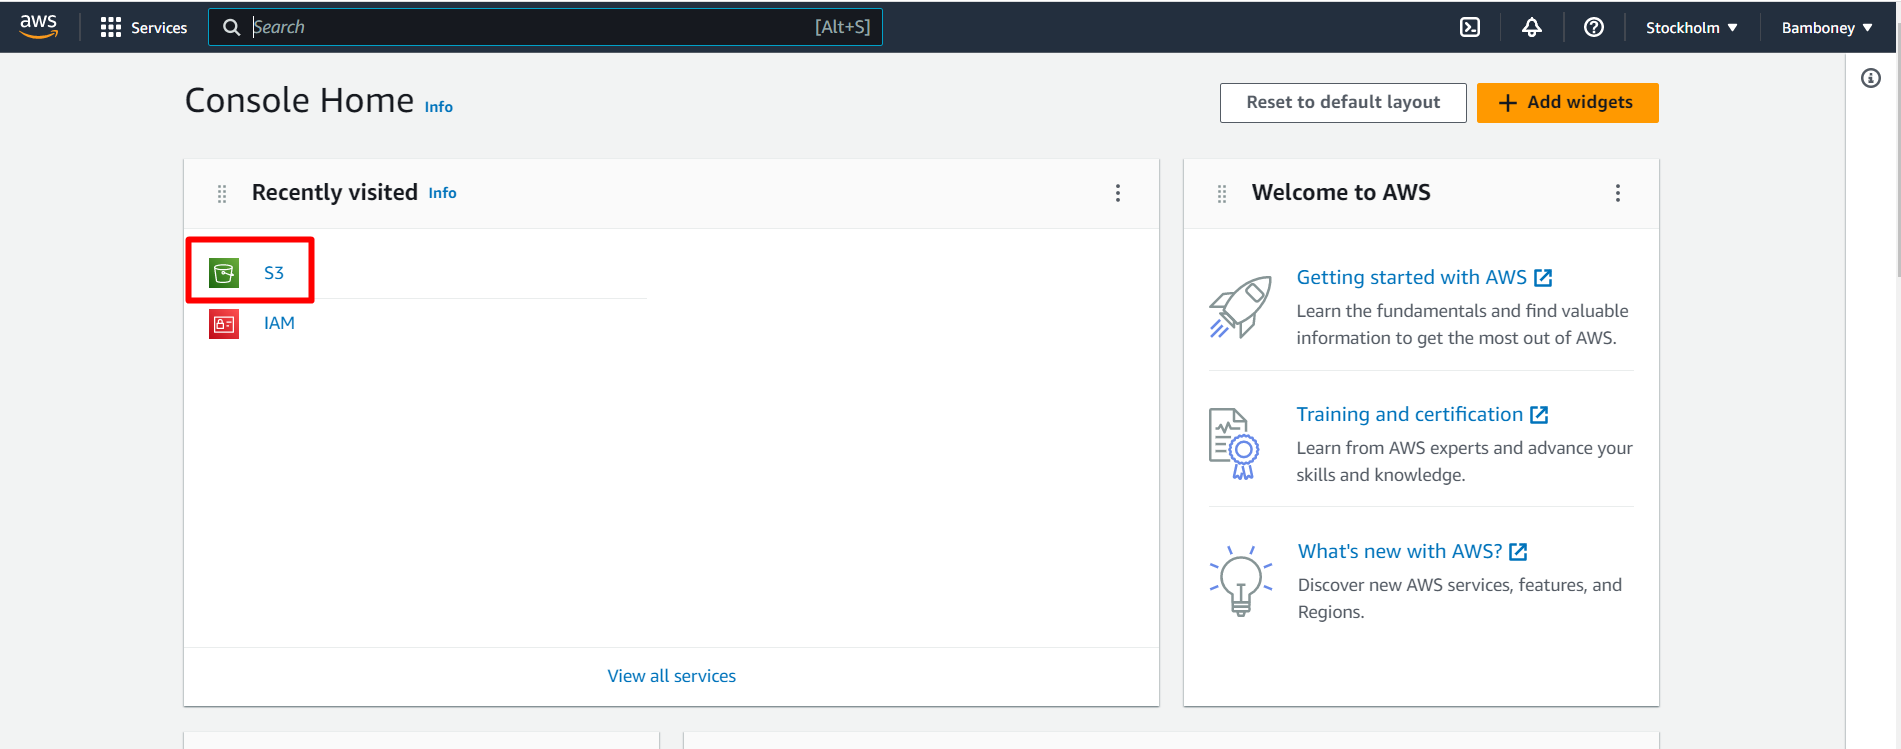 aws
Services
Search
[Alt+S]
Stockholm
Bamboney
Console Home
Info
Reset to default layout
Add widgets
Recently visited
Info
S3
IAM
View all services
Welcome to AWS
Getting started with AWS
Learn the fundamentals and find valuable
information to get the most out of AWS.
Training and certification
Learn from AWS experts and advance your
skills and knowledge.
What's new with AWS?
Discover new AWS services, features, and
Regions.